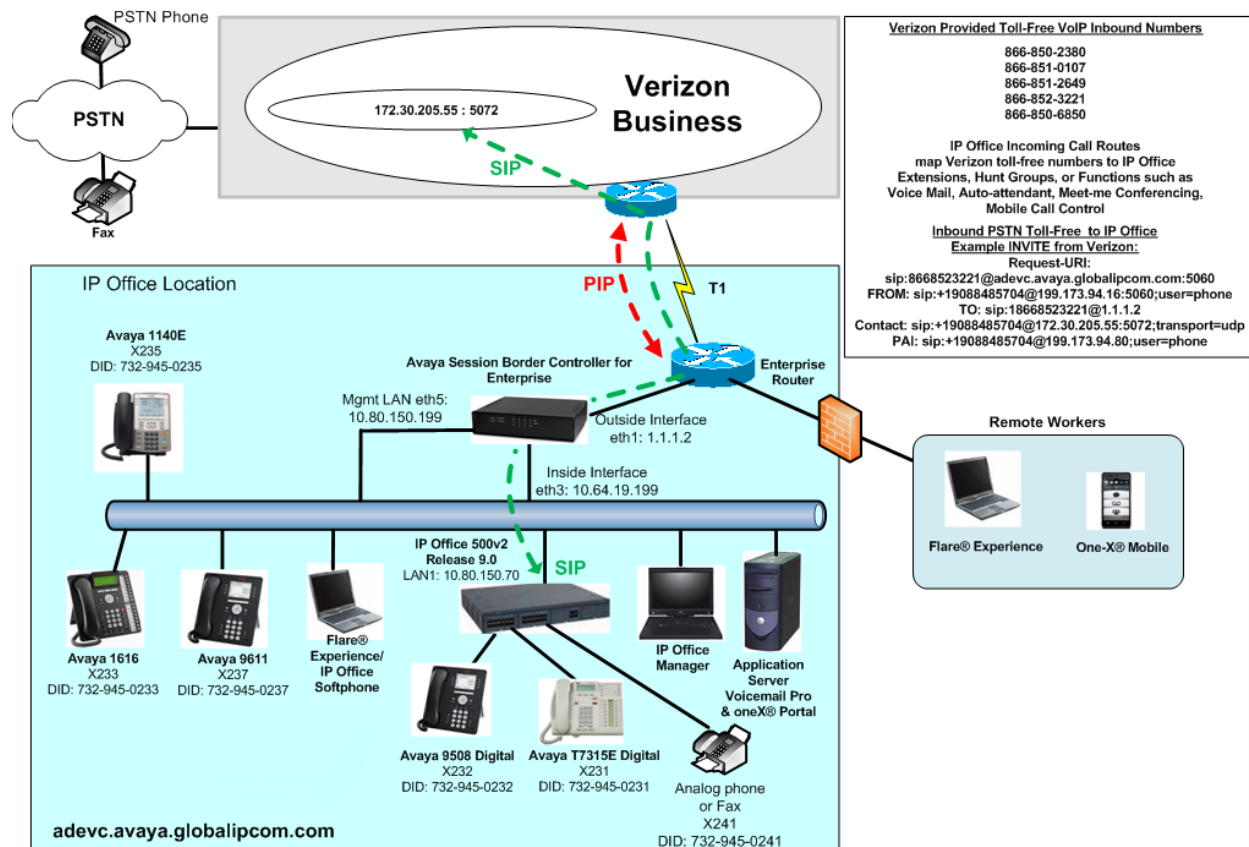 PSTN Phone
PSTN
Fax
172.30.205.55 : 5072
Verizon
Business
SIP
PIP
T1
Verizon Provided Toll-Free VoIP Inbound Numbers
866-850-2380
866-851-0107
866-851-2649
866-852-3221
866-850-6850
IP Office Incoming Call Routes
map Verizon toll-free numbers to IP Office
Extensions, Hunt Groups, or Functions such as
Voice Mail, Auto-attendant, Meet-me Conferencing,
Mobile Call Control
Inbound PSTN Toll-Free to IP Office
Example INVITE from Verizon:
Request-URI:
sip:8668523221@adevc.avaya.globalipcom.com:5060
FROM: sip:+19088485704@199.173.94.16:5060;user=phone
TO: sip:18668523221@1.1.1.2
Contact: sip:+19088485704@172.30.205.55:5072;transport=udp
PAI: sip:+19088485704@199.173.94.80;user=phone
IP Office Location
Avaya 1140E
X235
DID: 732-945-0235
Avaya Session Border Controller for
Enterprise
Enterprise
Router
Mgmt LAN eth5:
10.80.150.199
Outside Interface
eth1: 1.1.1.2
Inside Interface
eth3: 10.64.19.199
Remote Workers
Flare® Experience
One-X® Mobile
IP Office 500v2
Release 9.0
LAN1: 10.80.150.70
SIP
Avaya 1616
X233
DID: 732-945-0233
Avaya 9611
X237
DID: 732-945-0237
Flare®
Experience/
IP Office
Softphone
IP Office
Manager
Application
Server
Voicemail Pro
& oneX® Portal
Avaya 9508 Digital
X232
DID: 732-945-0232
Avaya T7315E Digital
X231
DID: 732-945-0231
Analog phone
or Fax
X241
DID: 732-945-0241
adevc.avaya.globalipcom.com